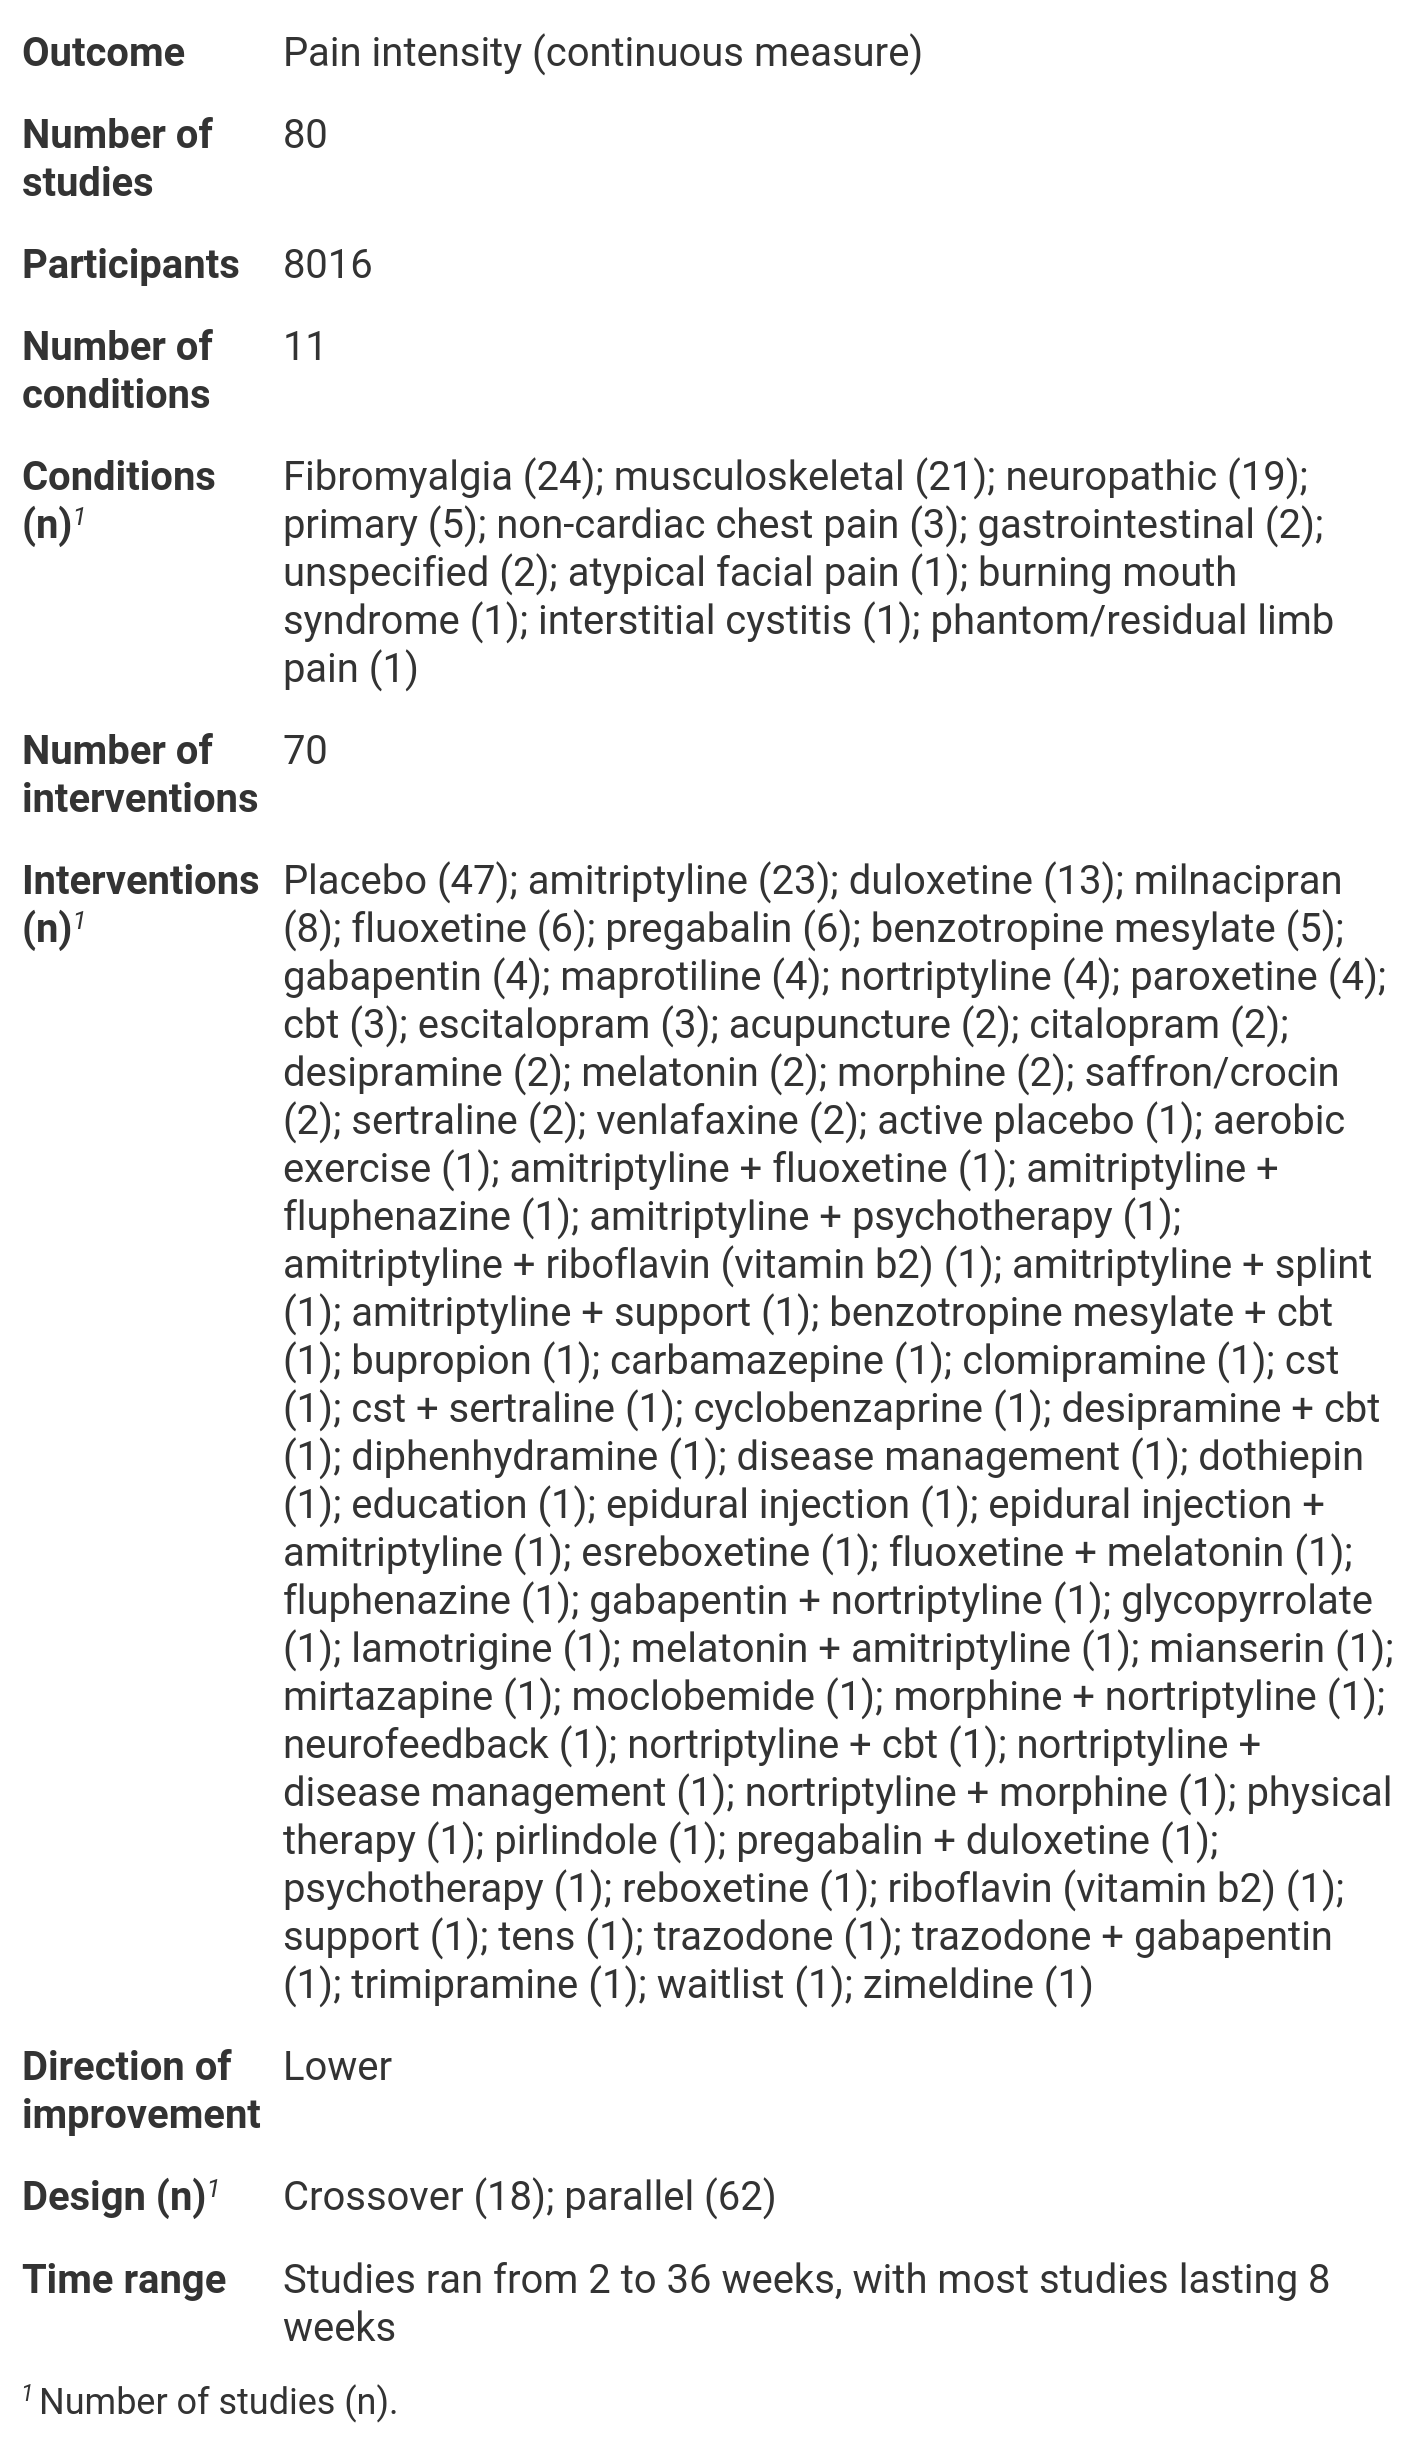 Outcome Pain intensity (continuous measure)
Number of studies 80
Participants 8016
Number of conditions 11
Conditions (n)1 Fibromyalgia (24); musculoskeletal (21); neuropathic (19);
primary (5); non-cardiac chest pain (3); gastrointestinal (2);
unspecified (2); atypical facial pain (1); burning mouth
syndrome (1); interstitial cystitis (1); phantom/residual limb
pain (1)
Number of interventions 70
Interventions (n)1 Placebo (47); amitriptyline (23); duloxetine (13); milnacipran
(8); fluoxetine (6); pregabalin (6); benzotropine mesylate (5);
gabapentin (4); maprotiline (4); nortriptyline (4); paroxetine (4);
cbt (3); escitalopram (3); acupuncture (2); citalopram (2);
desipramine (2); melatonin (2); morphine (2); saffron/crocin
(2); sertraline (2); venlafaxine (2); active placebo (1); aerobic
exercise (1); amitriptyline + fluoxetine (1); amitriptyline +
fluphenazine (1); amitriptyline + psychotherapy (1);
amitriptyline + riboflavin (vitamin b2) (1); amitriptyline + splint
(1); amitriptyline + support (1); benzotropine mesylate + cbt
(1); bupropion (1); carbamazepine (1); clomipramine (1); cst
(1); cst + sertraline (1); cyclobenzaprine (1); desipramine + cbt
(1); diphenhydramine (1); disease management (1); dothiepin
(1); education (1); epidural injection (1); epidural injection +
amitriptyline (1); esreboxetine (1); fluoxetine + melatonin (1);
fluphenazine (1); gabapentin + nortriptyline (1); glycopyrrolate
(1); lamotrigine (1); melatonin + amitriptyline (1); mianserin (1);
mirtazapine (1); moclobemide (1); morphine + nortriptyline (1);
neurofeedback (1); nortriptyline + cbt (1); nortriptyline +
disease management (1); nortriptyline + morphine (1); physical
therapy (1); pirlindole (1); pregabalin + duloxetine (1);
psychotherapy (1); reboxetine (1); riboflavin (vitamin b2) (1);
support (1); tens (1); trazodone (1); trazodone + gabapentin
(1); trimipramine (1); waitlist (1); zimeldine (1)
Direction of improvement Lower
Design (n)1 Crossover (18); parallel (62)
Time range Studies ran from 2 to 36 weeks, with most studies lasting 8
weeks
1 Number of studies (n).